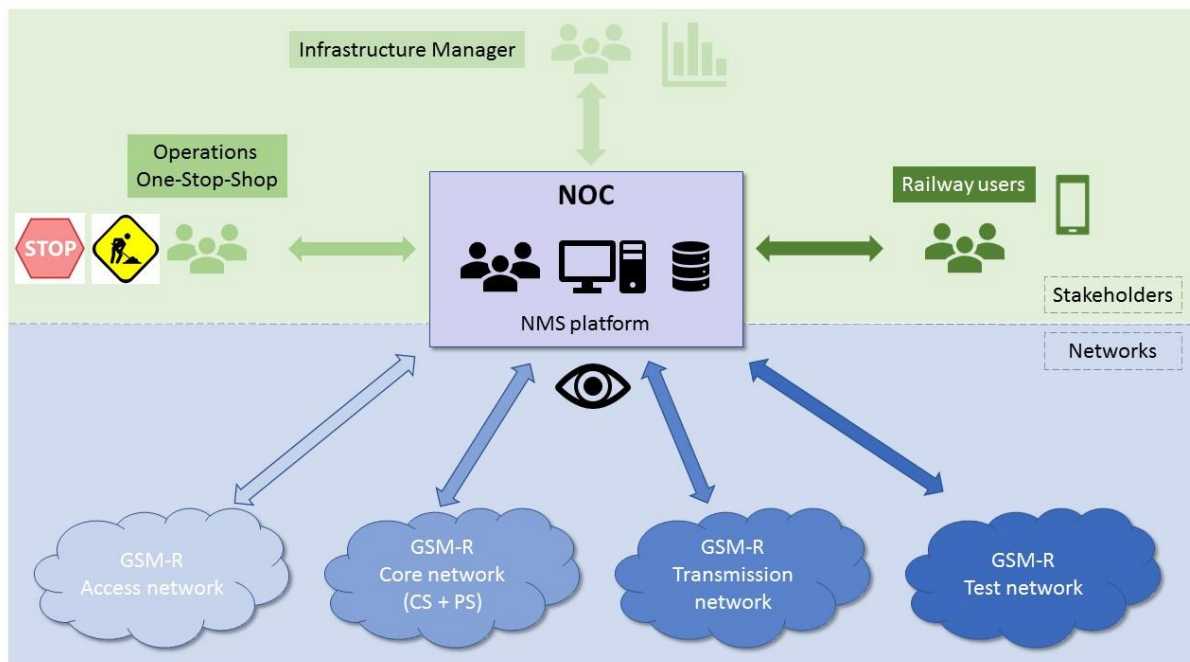 Infrastructure Manager
Operations
One-Stop-Shop
STOP
NOC
NMS platform
Railway users
Stakeholders
Networks
GSM-R
Access network
GSM-R
Core network
(CS + PS)
GSM-R
Transmission
network
GSM-R
Test network